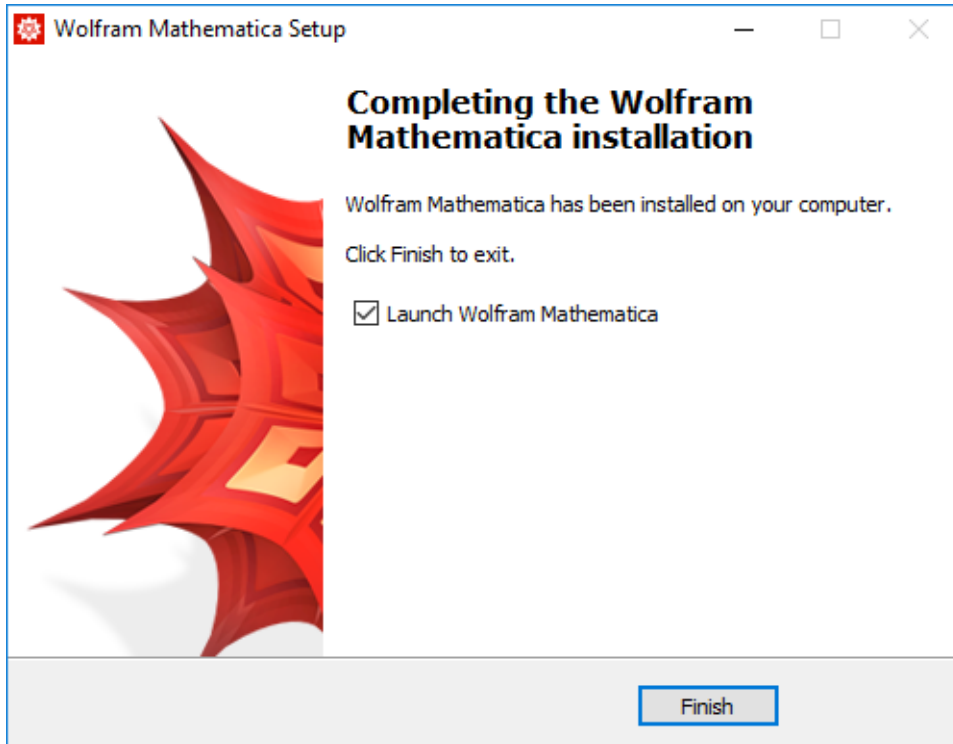 Wolfram Mathematica Setup
Completing the Wolfram
Mathematica installation
Wolfram Mathematica has been installed on your computer.
Click Finish to exit.
Launch Wolfram Mathematica
Finish